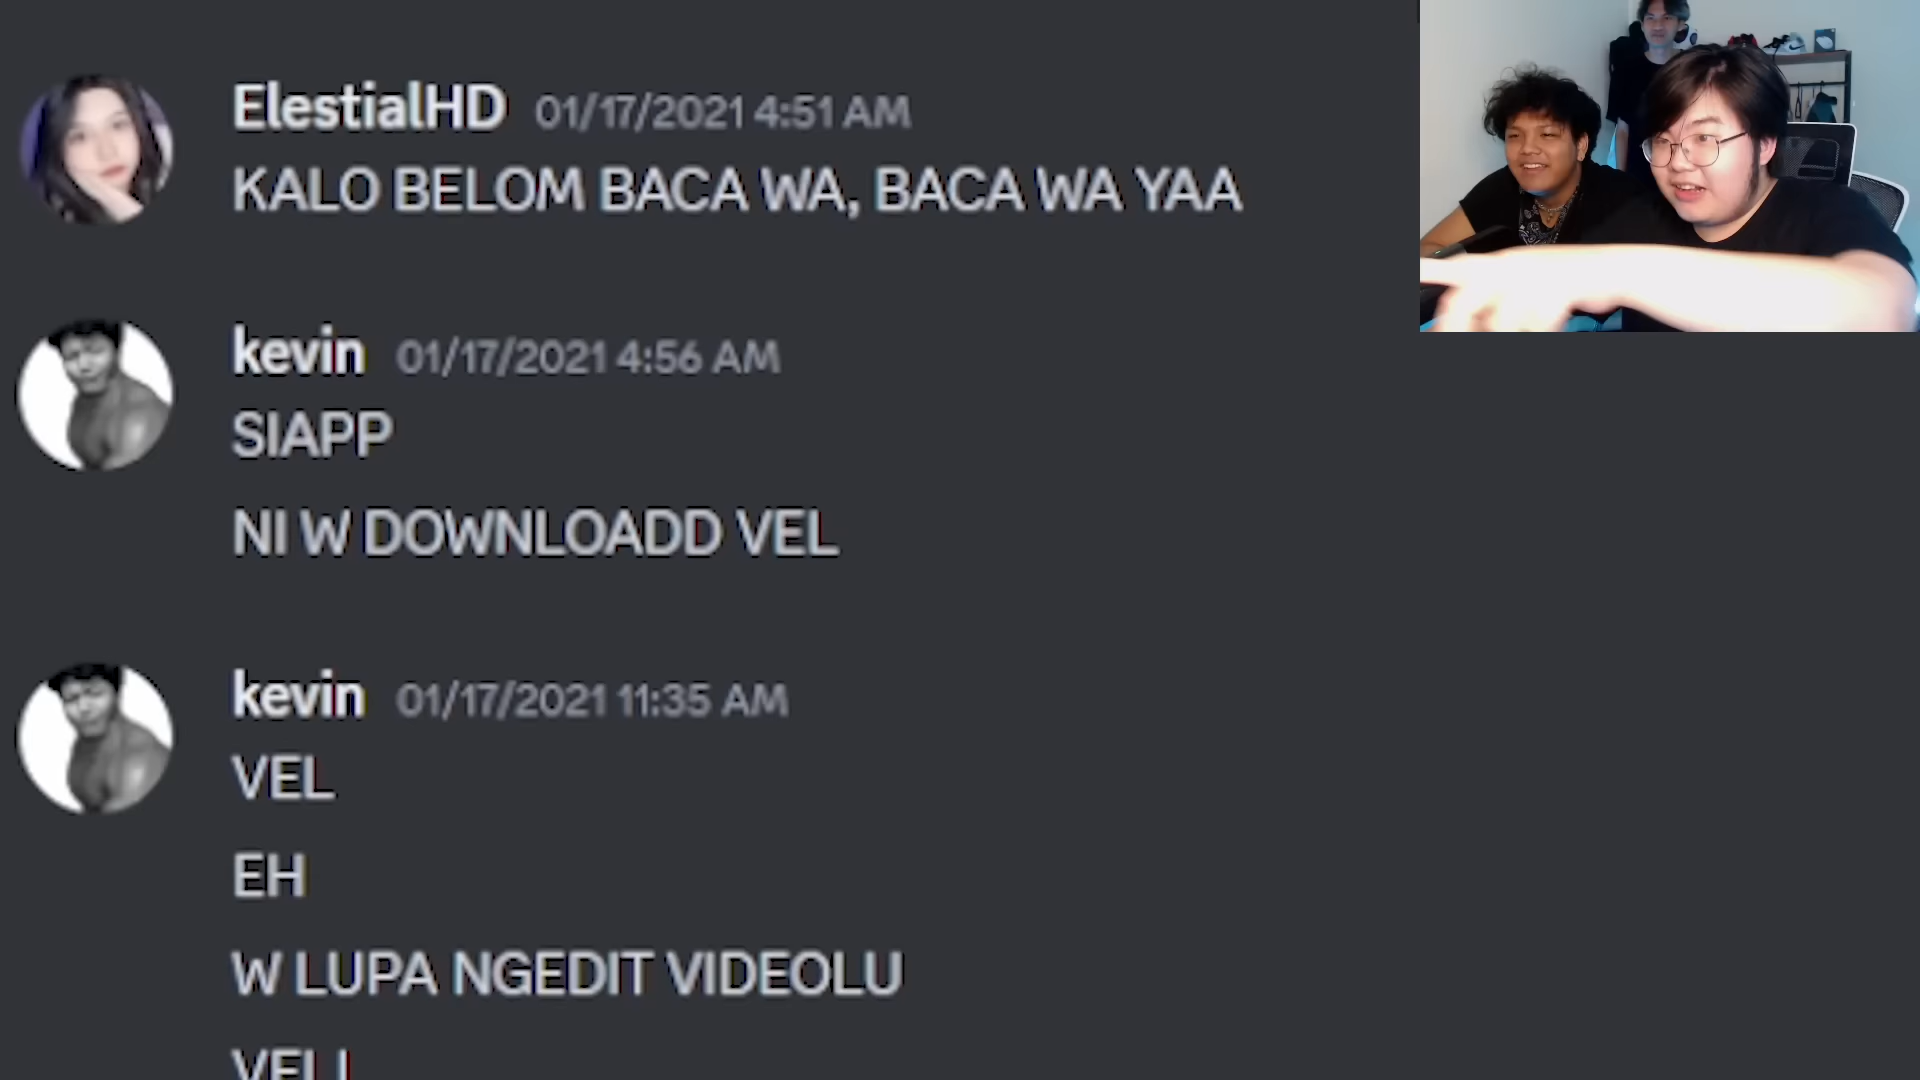 ElestialHD 01/17/2021 4:51 AM
KALO BELOM BACA WA, BACA WA YAA
kevin 01/17/2021 4:56 AM
SIAPP
NI W DOWNLOADD VEL
kevin 01/17/2021 11:35 AM
VEL
EH
W LUPA NGEDIT VIDEOLU